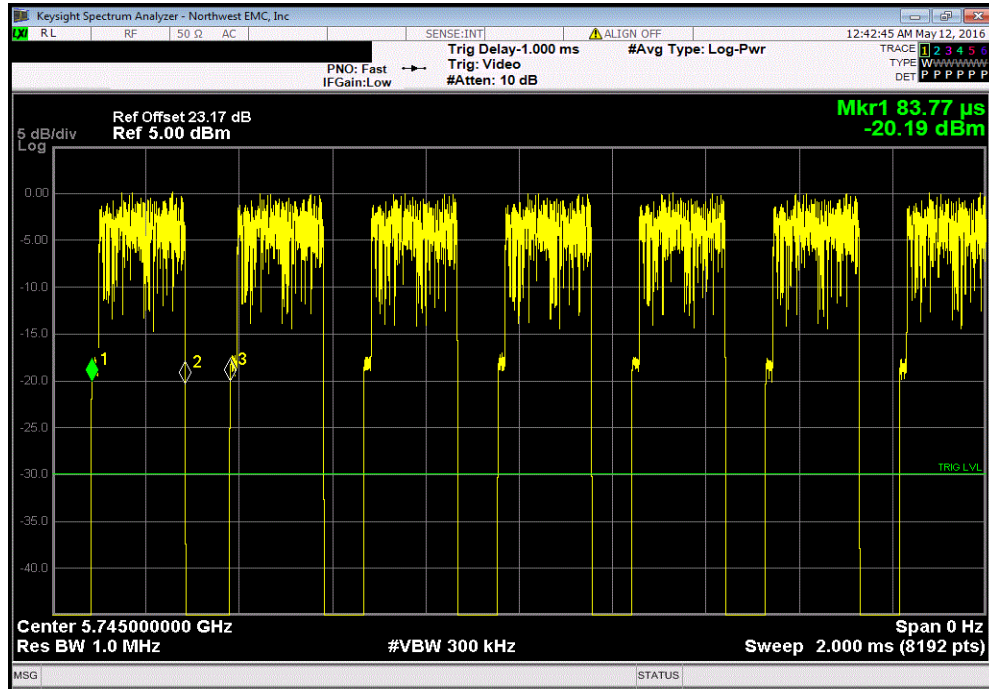 Keysight Spectrum Analyzer - Northwest EMC, Inc
LXI RL RF 50 Ω AC SENSE:INT ALIGN OFF 12:42:45 AM May 12, 2016
Trig Delay-1.000 ms #Avg Type: Log-Pwr TRACE 1 2 3 4 5 6
PNO: Fast Trig: Video TYPE WWWWWW
IFGain:Low #Atten: 10 dB DET P P P P P P
Mkr1 83.77 µs
Ref Offset 23.17 dB
5 dB/div Ref 5.00 dBm -20.19 dBm
Log
0.00
-5.00
-10.0
-15.0
1 2 3
-20.0
-25.0
-30.0 TRIG LVL
-35.0
-40.0
Center 5.745000000 GHz Span 0 Hz
Res BW 1.0 MHz #VBW 300 kHz Sweep 2.000 ms (8192 pts)
MSG STATUS